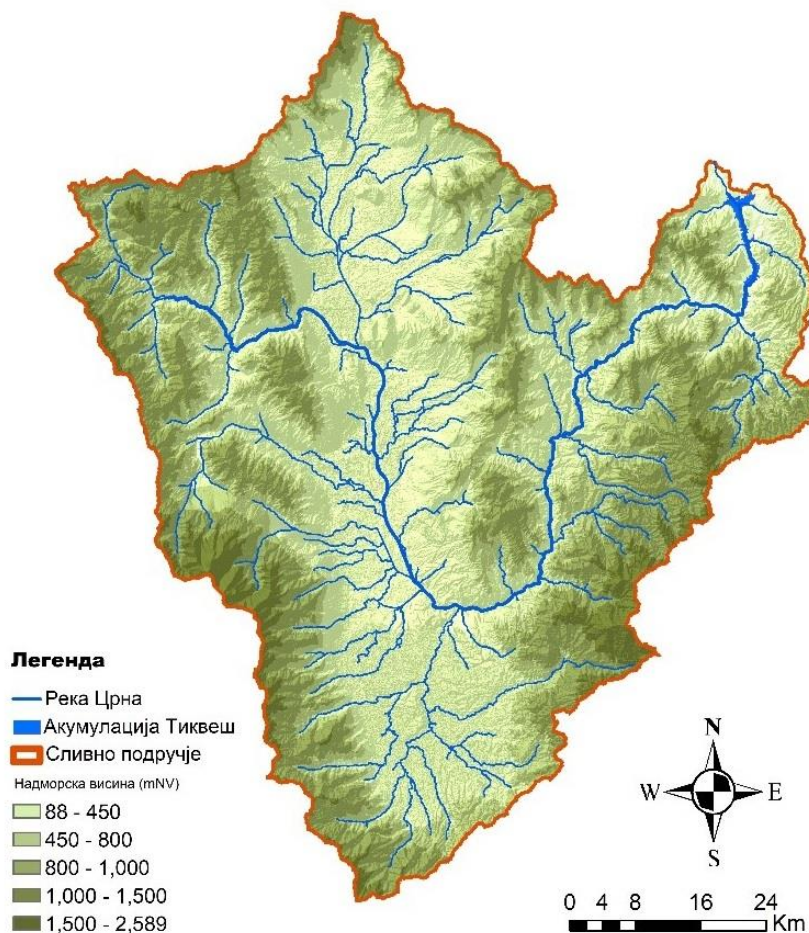 Легенда
Река Црна
Акумулација Тиквеш
Сливно подручје
Надморска висина (mNV)
88 - 450
450 - 800
800 - 1,000
1,000 - 1,500
1,500 - 2,589
N
W E
S
0 4 8 16 24
Km